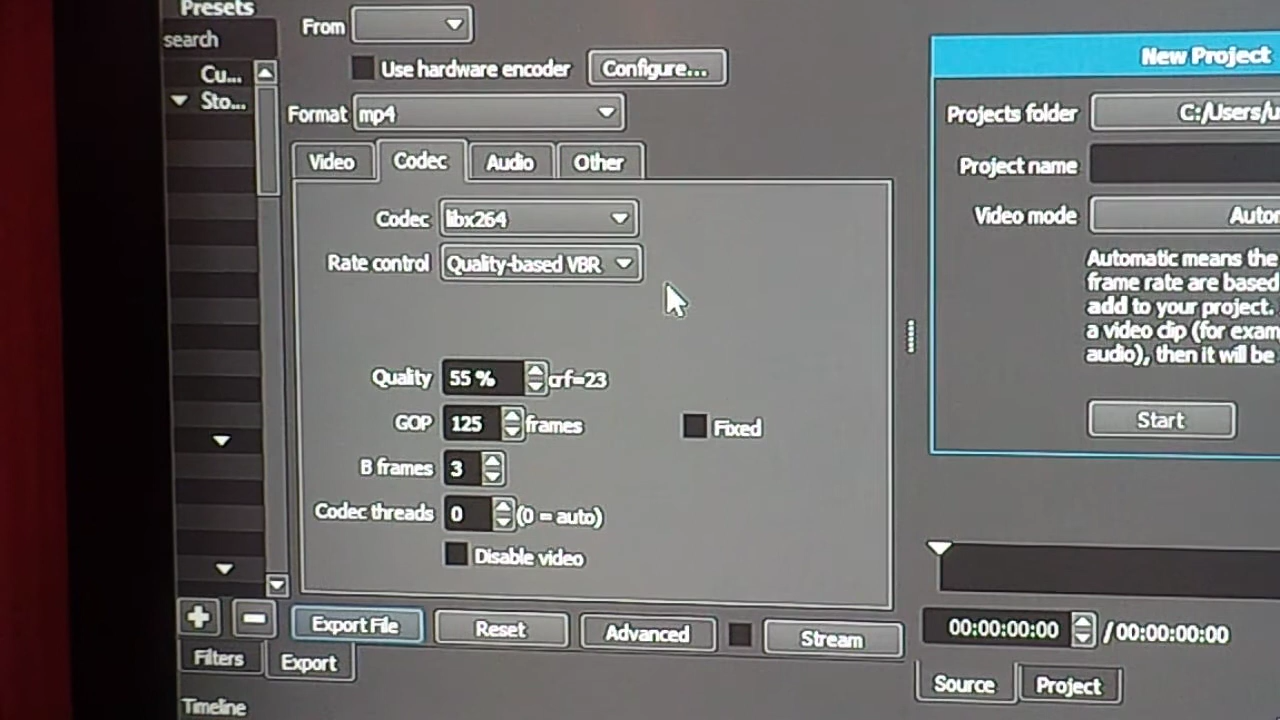 Presets
search
Cu...
Sto...
From
Use hardware encoder
Configure...
Format
mp4
Video
Codec
Audio
Other
Codec
libx264
Rate control
Quality-based VBR
Quality
55 %
crf=23
GOP
125
frames
Fixed
B frames
3
Codec threads
0
(0 = auto)
Disable video
Export File
Reset
Advanced
Stream
Filters
Export
Timeline
New Project
Projects folder
C:/Users/u
Project name
Video mode
Autor
Automatic means the
frame rate are based
add to your project.
a video clip (for exam
audio), then it will be
Start
00:00:00:00
/ 00:00:00:00
Source
Project